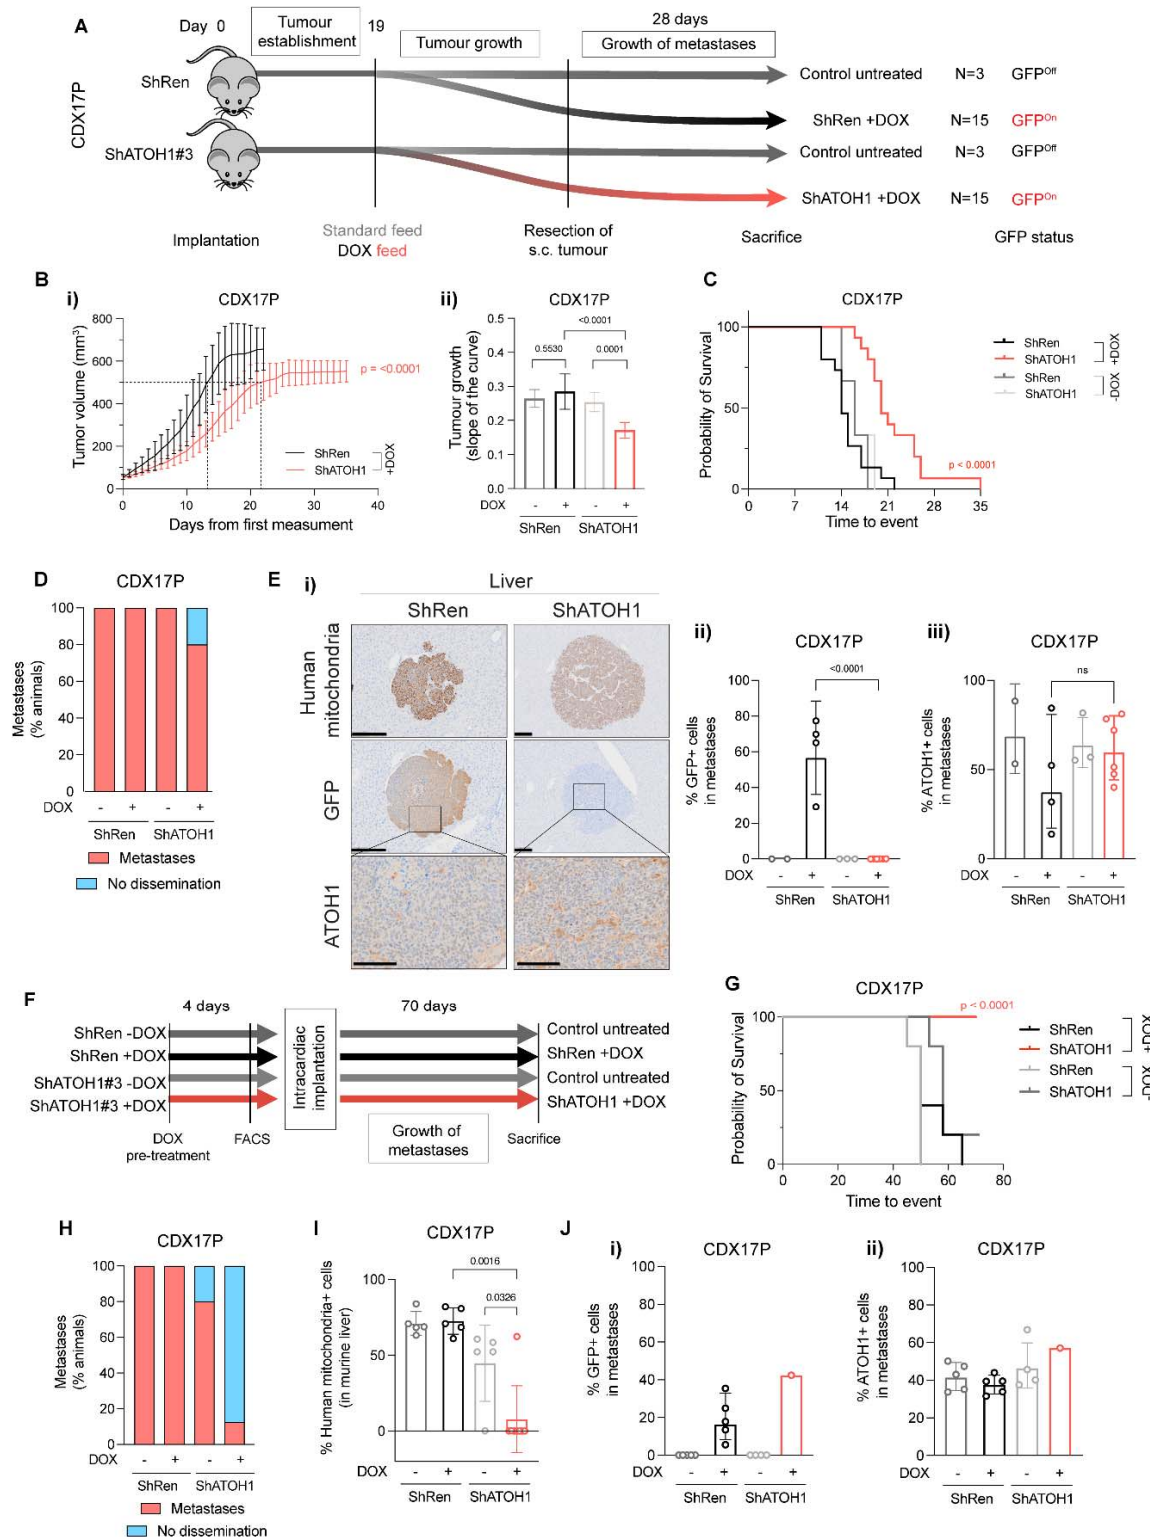 A
Day 0
Tumour
establishment
19
Tumour growth
28 days
Growth of metastases
CDX17P
ShRen
Control untreated N=3 GFPOff
ShRen +DOX N=15 GFPOn
ShATOH1#3
Control untreated N=3 GFPOff
ShATOH1 +DOX N=15 GFPOn
Implantation
Standard feed
DOX feed
Resection of
s.c. tumour
Sacrifice
GFP status
B
i)
CDX17P
Tumor volume (mm3)
800
600
400
200
0
0 10 20 30 40
Days from first measument
p = <0.0001
ShRen
ShATOH1
+DOX
ii)
CDX17P
Tumour growth
(slope of the curve)
0.5
0.4
0.3
0.2
0.1
0.0
<0.0001
0.5530 0.0001
DOX - + - +
ShRen ShATOH1
C
CDX17P
Probability of Survival
100
50
0
0 7 14 21 28 35
Time to event
p < 0.0001
ShRen
ShATOH1
+DOX
ShRen
ShATOH1
-DOX
D
CDX17P
Metastases
(% animals)
100
80
60
40
20
0
DOX - + - +
ShRen ShATOH1
Metastases
No dissemination
E
i)
Liver
ShRen ShATOH1
Human
mitochondria
GFP
ATOH1
ii)
CDX17P
% GFP+ cells
in metastases
100
80
60
40
20
0
<0.0001
DOX - + - +
ShRen ShATOH1
iii)
CDX17P
% ATOH1+ cells
in metastases
100
50
0
ns
DOX - + - +
ShRen ShATOH1
F
4 days
70 days
ShRen -DOX
ShRen +DOX
ShATOH1#3 -DOX
ShATOH1#3 +DOX
Intracardiac
implantation
Control untreated
ShRen +DOX
Control untreated
ShATOH1 +DOX
DOX
pre-treatment
FACS
Growth of
metastases
Sacrifice
G
CDX17P
Probability of Survival
100
50
0
0 20 40 60 80
Time to event
p < 0.0001
ShRen
ShATOH1
+DOX
ShRen
ShATOH1
-DOX
H
CDX17P
Metastases
(% animals)
100
80
60
40
20
0
DOX - + - +
ShRen ShATOH1
Metastases
No dissemination
I
CDX17P
% Human mitochondria+ cells
(in murine liver)
100
50
0
0.0016
0.0326
DOX - + - +
ShRen ShATOH1
J
i)
CDX17P
% GFP+ cells
in metastases
100
80
60
40
20
0
DOX - + - +
ShRen ShATOH1
ii)
CDX17P
% ATOH1+ cells
in metastases
100
80
60
40
20
0
DOX - + - +
ShRen ShATOH1